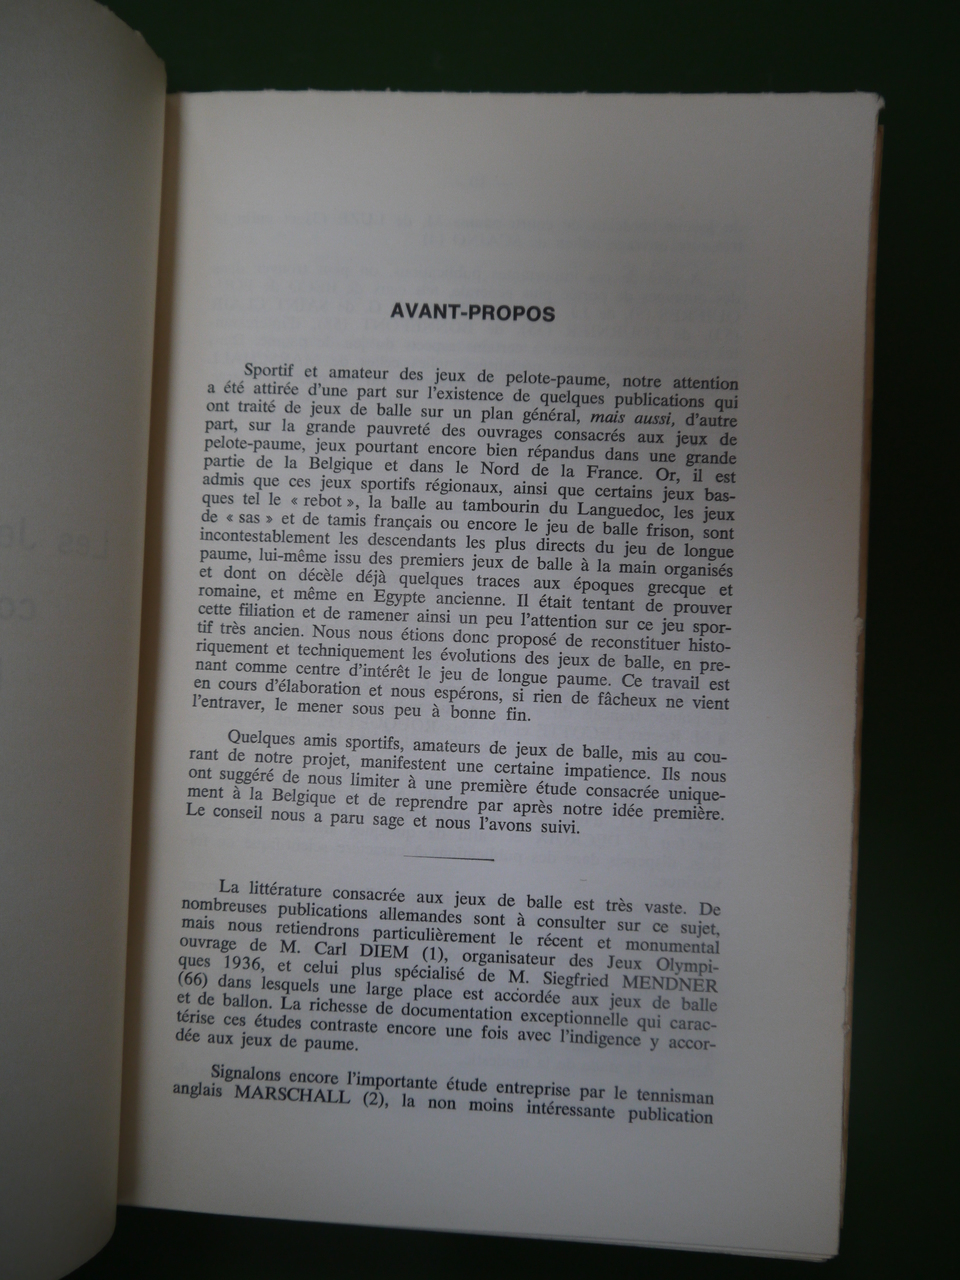 AVANT-PROPOS
Sportif et amateur des jeux de pelote-paume, notre attention
a été attirée d'une part sur l'existence de quelques publications qui
ont traité de jeux de balle sur un plan général, mais aussi, d'autre
part, sur la grande pauvreté des ouvrages consacrés aux jeux de
pelote-paume, jeux pourtant encore bien répandus dans une grande
partie de la Belgique et dans le Nord de la France. Or, il est
admis que ces jeux sportifs régionaux, ainsi que certains jeux bas-
ques tel le « rebot », la balle au tambourin du Languedoc, les jeux
de « sas » et de tamis français ou encore le jeu de balle frison, sont
incontestablement les descendants les plus directs du jeu de longue
paume, lui-même issu des premiers jeux de balle à la main organisés
et dont on décèle déjà quelques traces aux époques grecque et
romaine, et même en Egypte ancienne. Il était tentant de prouver
cette filiation et de ramener ainsi un peu l'attention sur ce jeu spor-
tif très ancien. Nous nous étions donc proposé de reconstituer histo-
riquement et techniquement les évolutions des jeux de balle, en pre-
nant comme centre d'intérêt le jeu de longue paume. Ce travail est
en cours d'élaboration et nous espérons, si rien de fâcheux ne vient
l'entraver, le mener sous peu à bonne fin.
Quelques amis sportifs, amateurs de jeux de balle, mis au cou-
rant de notre projet, manifestent une certaine impatience. Ils nous
ont suggéré de nous limiter à une première étude consacrée unique-
ment à la Belgique et de reprendre par après notre idée première.
Le conseil nous a paru sage et nous l'avons suivi.
La littérature consacrée aux jeux de balle est très vaste. De
nombreuses publications allemandes sont à consulter sur ce sujet,
mais nous retiendrons particulièrement le récent et monumental
ouvrage de M. Carl DIEM (1), organisateur des Jeux Olympi-
ques 1936, et celui plus spécialisé de M. Siegfried MENDNER
(66) dans lesquels une large place est accordée aux jeux de balle
et de ballon. La richesse de documentation exceptionnelle qui carac-
térise ces études contraste encore une fois avec l'indigence y accor-
dée aux jeux de paume.
Signalons encore l'importante étude entreprise par le tennisman
anglais MARSCHALL (2), la non moins intéressante publication